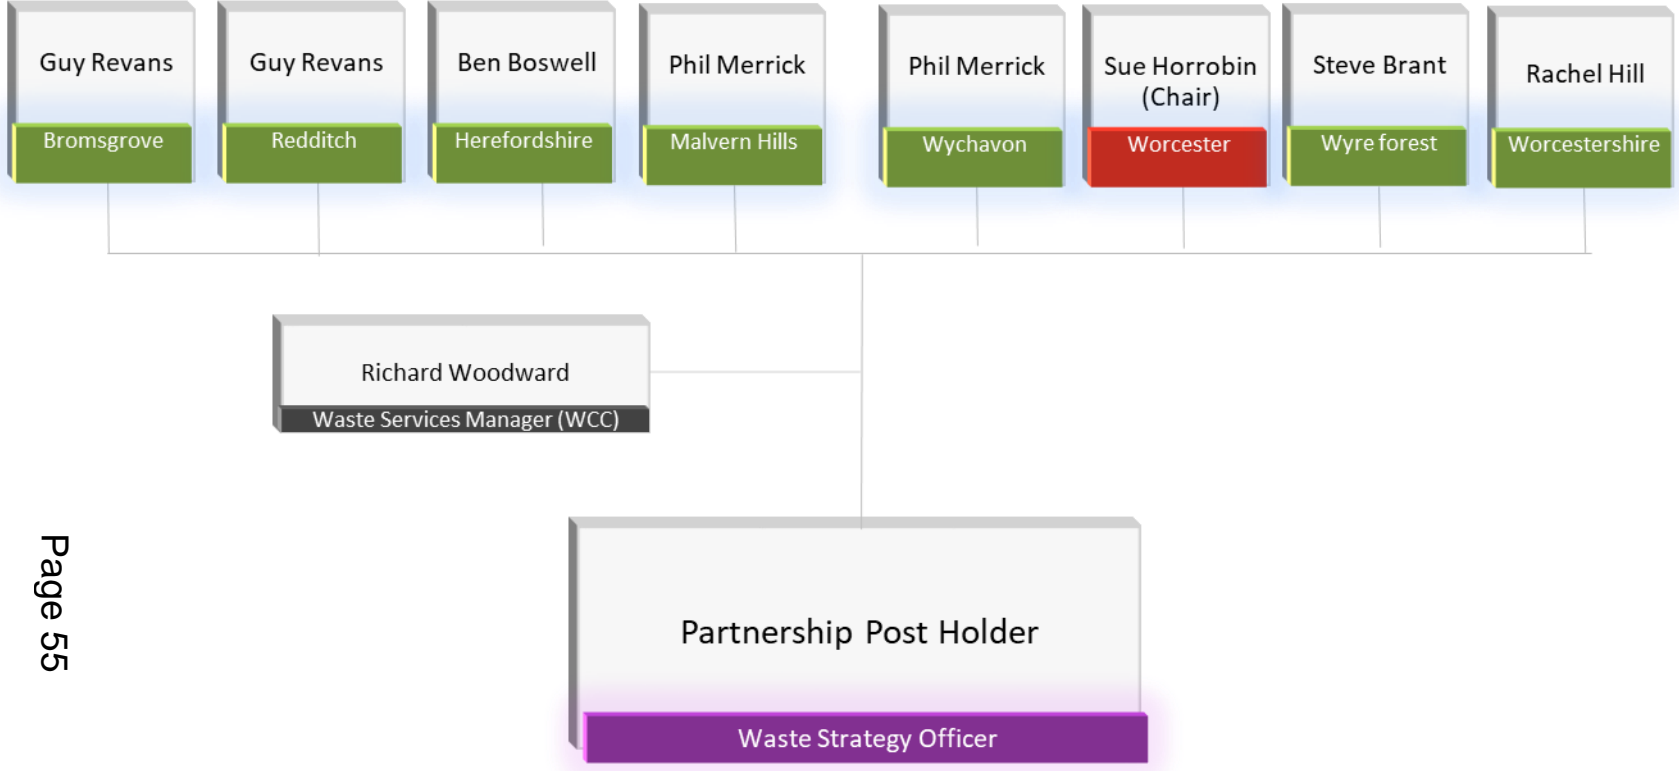 Guy Revans
Bromsgrove
Guy Revans
Redditch
Ben Boswell
Herefordshire
Phil Merrick
Malvern Hills
Phil Merrick
Wychavon
Sue Horrobin
(Chair)
Worcester
Steve Brant
Wyre forest
Rachel Hill
Worcestershire
Richard Woodward
Waste Services Manager (WCC)
Partnership Post Holder
Waste Strategy Officer
Page 55